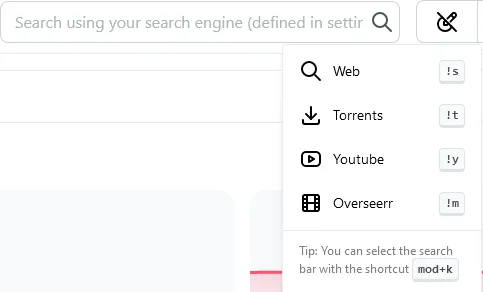 Search using your search engine (defined in settir
Web !s
Torrents !t
Youtube !y
Overseerr !m
Tip: You can select the search
bar with the shortcut mod+k